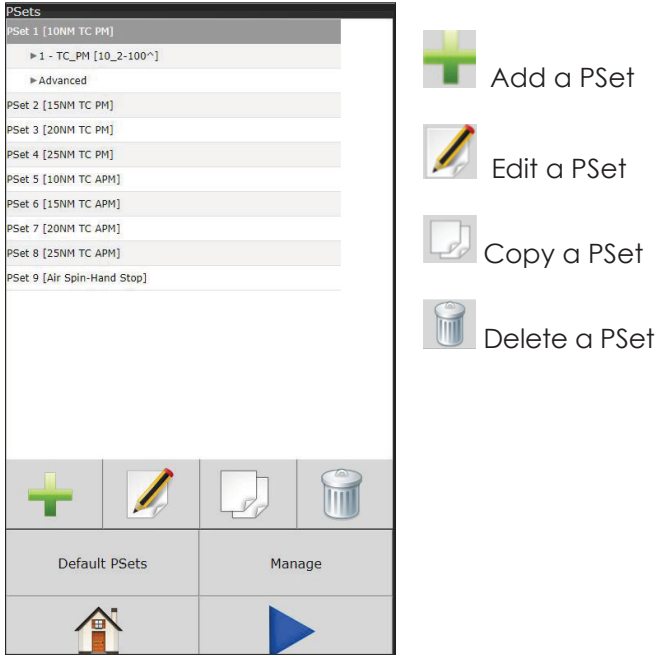 PSets
PSet 1 [10NM TC PM]
1 - TC_PM [10_2-100^]
Advanced
PSet 2 [15NM TC PM]
PSet 3 [20NM TC PM]
PSet 4 [25NM TC PM]
PSet 5 [10NM TC APM]
PSet 6 [15NM TC APM]
PSet 7 [20NM TC APM]
PSet 8 [25NM TC APM]
PSet 9 [Air Spin-Hand Stop]
Default PSets
Manage
Add a PSet
Edit a PSet
Copy a PSet
Delete a PSet